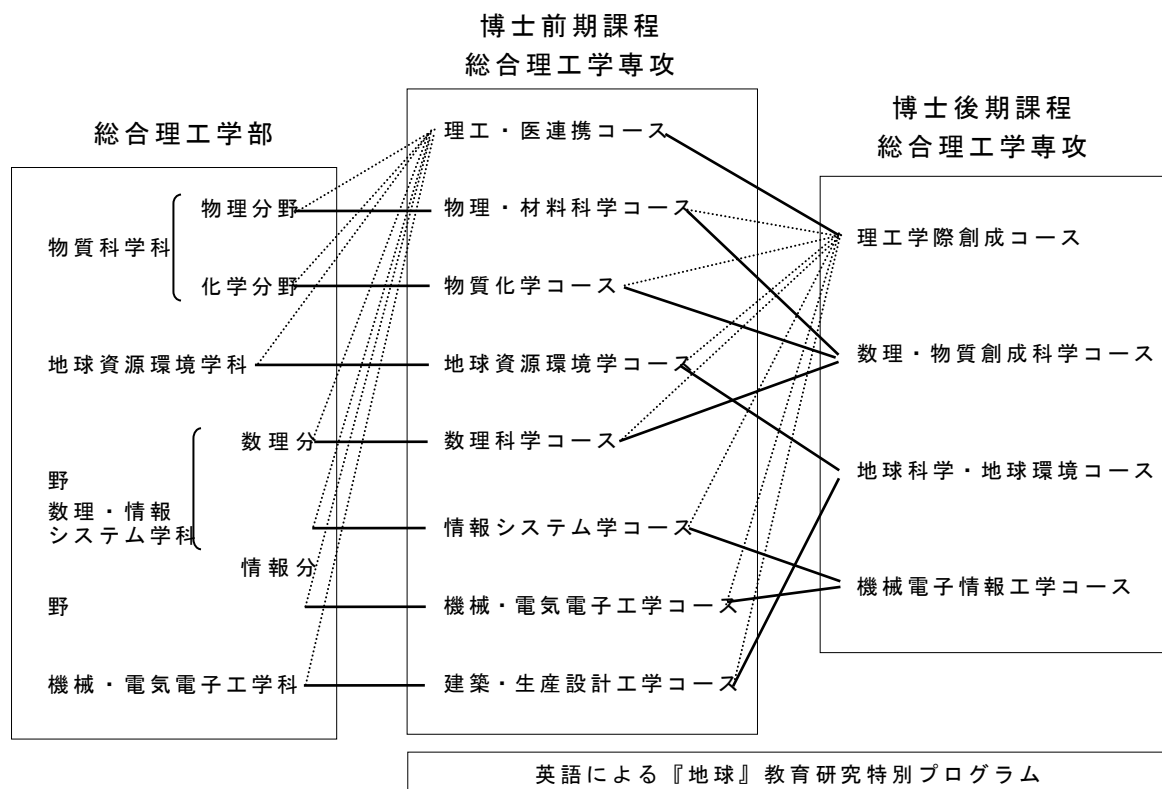 博士前期課程
総合理工学専攻
博士後期課程
総合理工学専攻
総合理工学部
物質科学科
物理分野
化学分野
地球資源環境学科
数理分
野
数理・情報
システム学科
情報分
野
機械・電気電子工学科
理工・医連携コース
物理・材料科学コース
物質化学コース
地球資源環境学コース
数理科学コース
情報システム学コース
機械・電気電子工学コース
建築・生産設計工学コース
理工学際創成コース
数理・物質創成科学コース
地球科学・地球環境コース
機械電子情報工学コース
英語による『地球』教育研究特別プログラム